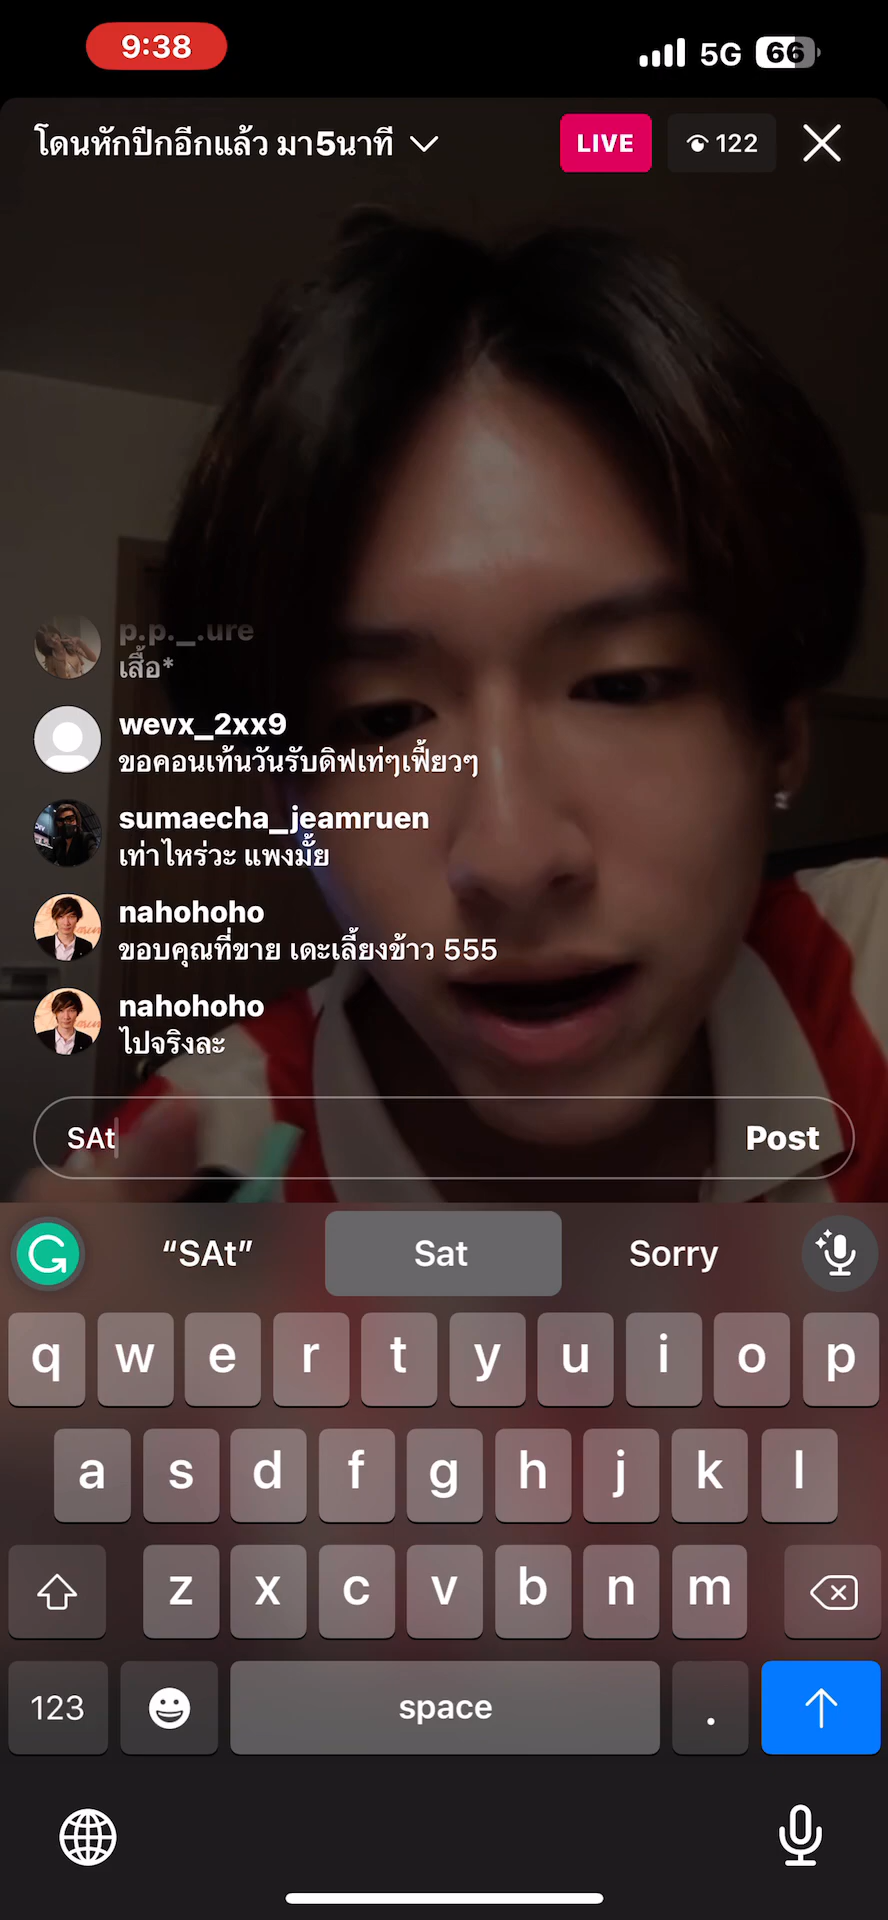 9:38
5G 66
โดนหักปีกอีกแล้ว มา5นาที
LIVE
122
p.p._.ure
เสื้อ*
wevx_2xx9
ขอคอนเท้นวันรับดิฟเท่ๆเฟี้ยวๆ
sumaecha_jeamruen
เท่าไหร่วะ แพงมั้ย
nahohoho
ขอบคุณที่ขาย เดะเลี้ยงข้าว 555
nahohoho
ไปจริงละ
SAt
Post
“SAt” Sat Sorry
q w e r t y u i o p
a s d f g h j k l
z x c v b n m
123 space .